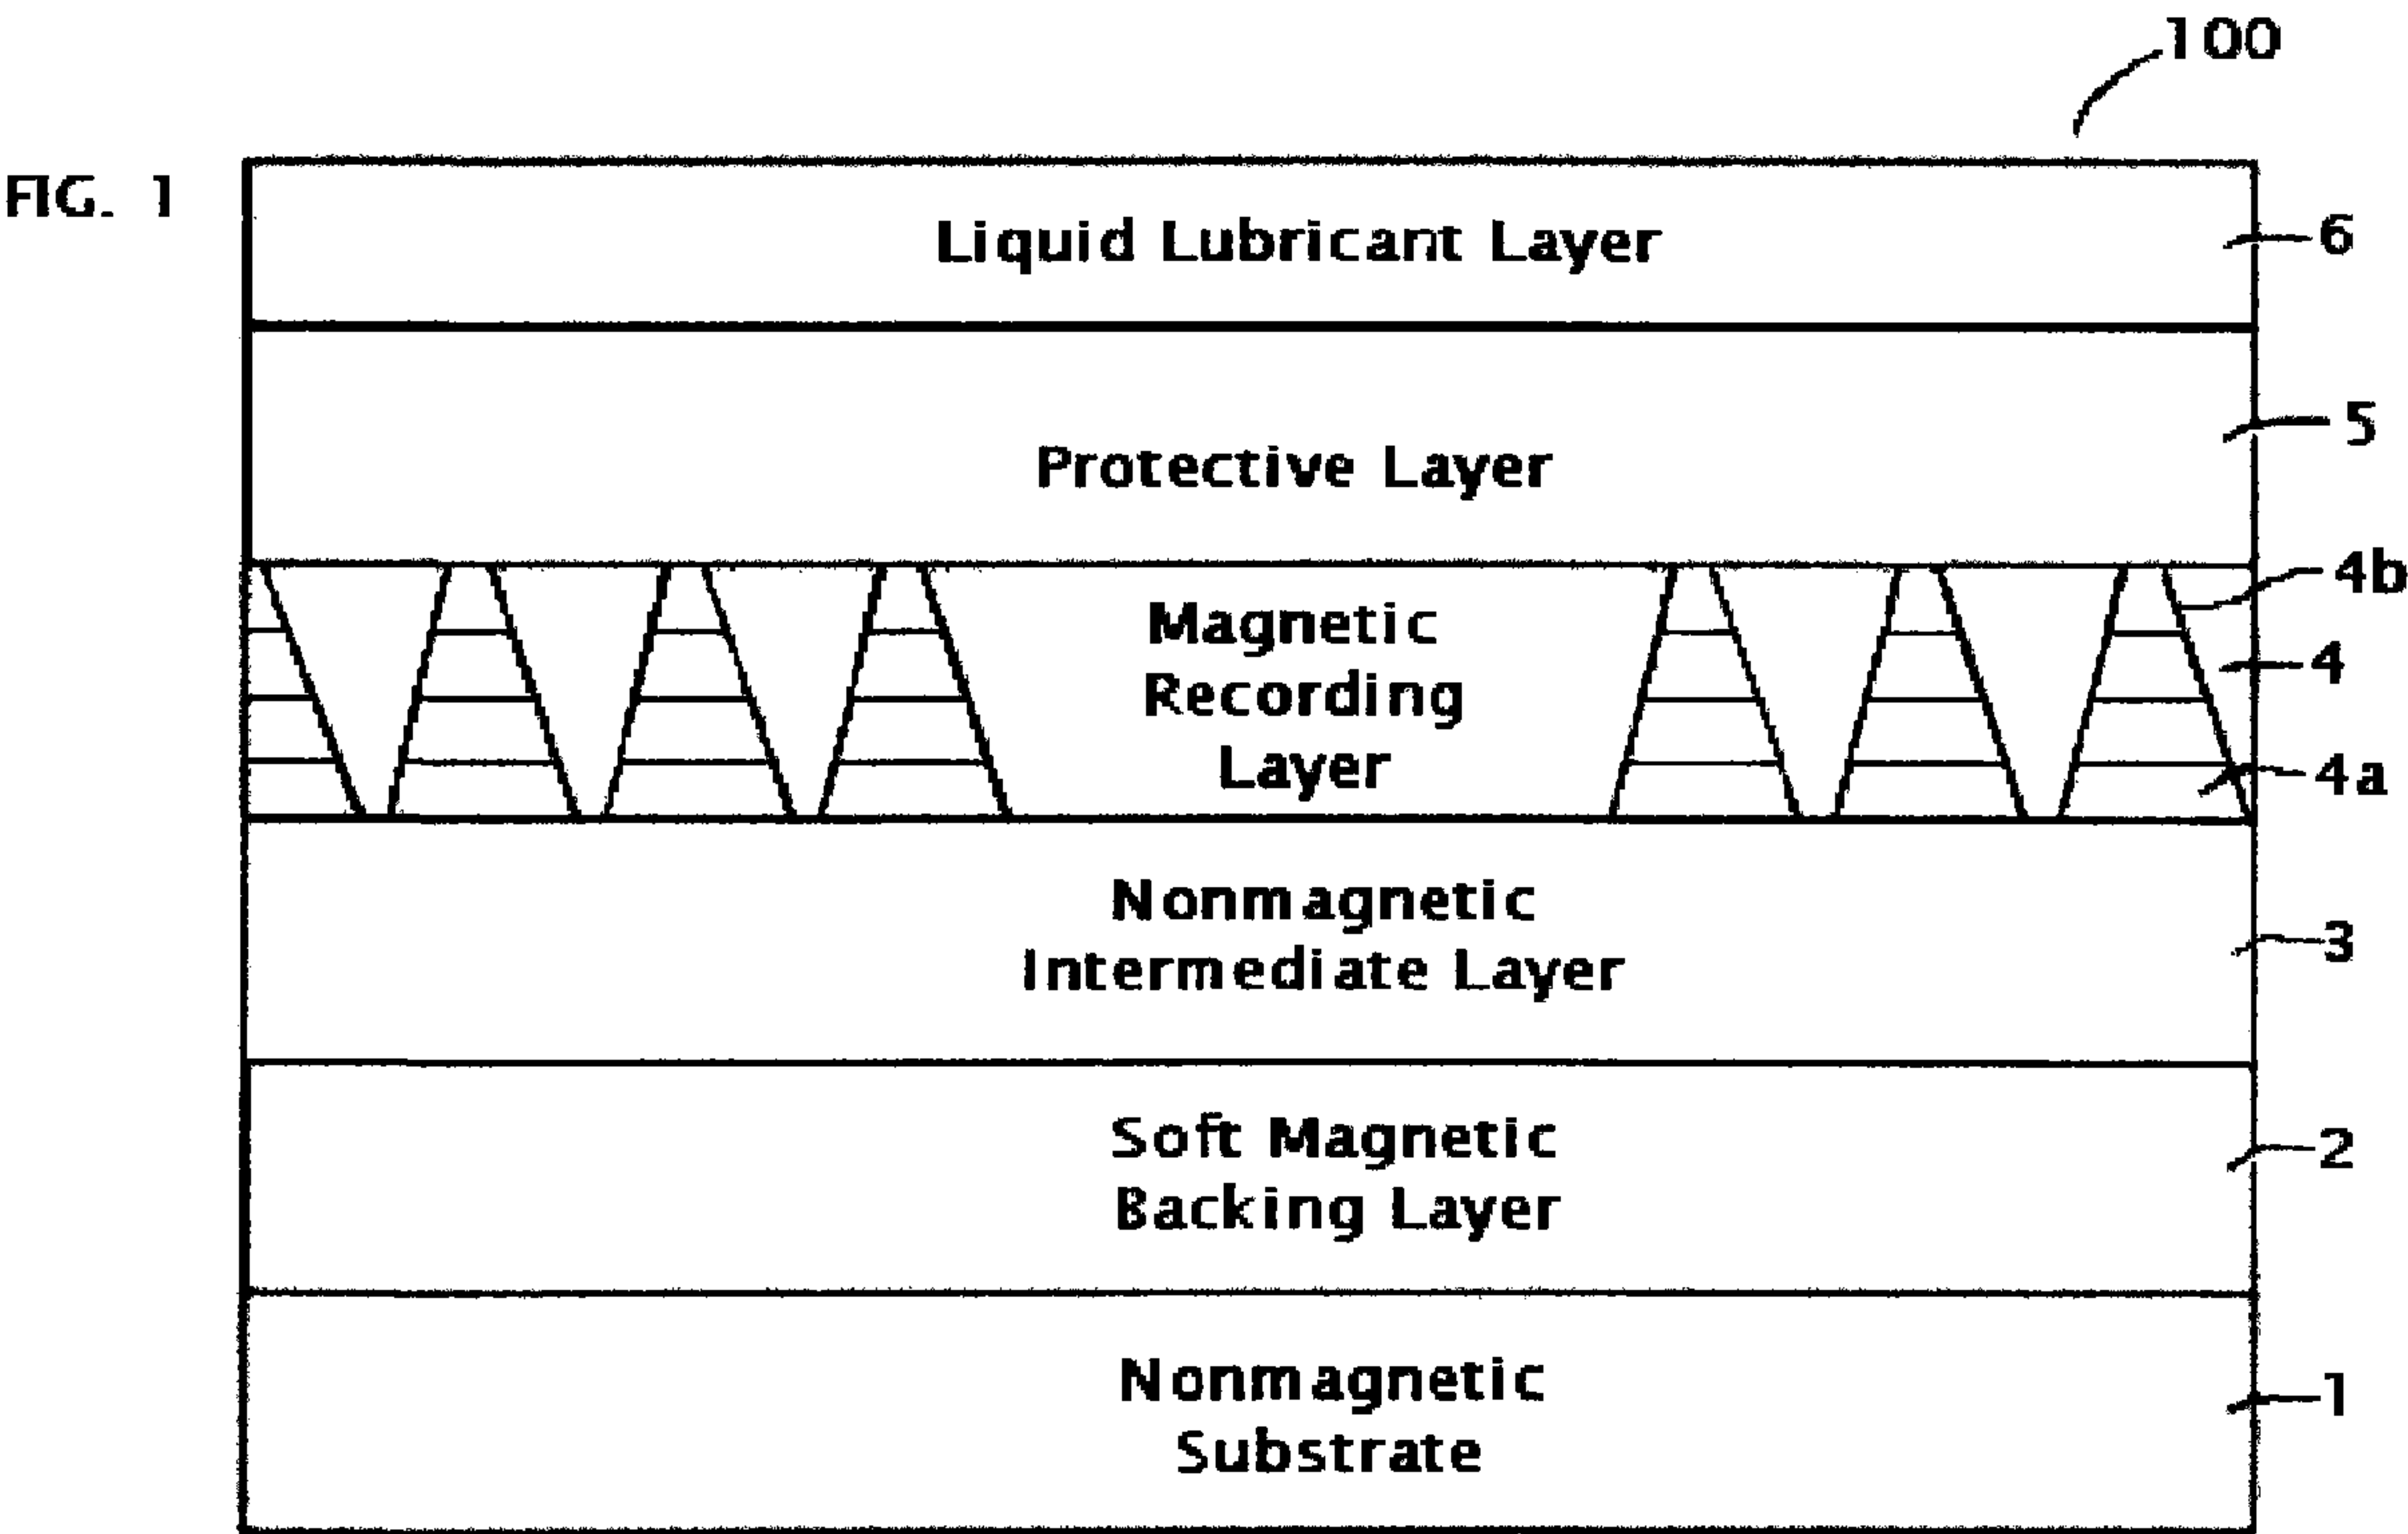 100
FIG. 1
Liquid Lubricant Layer
6
Protective Layer
5
4b
Magnetic
Recording
Layer
4
4a
Nonmagnetic
Intermediate Layer
3
Soft Magnetic
Backing Layer
2
Nonmagnetic
Substrate
1